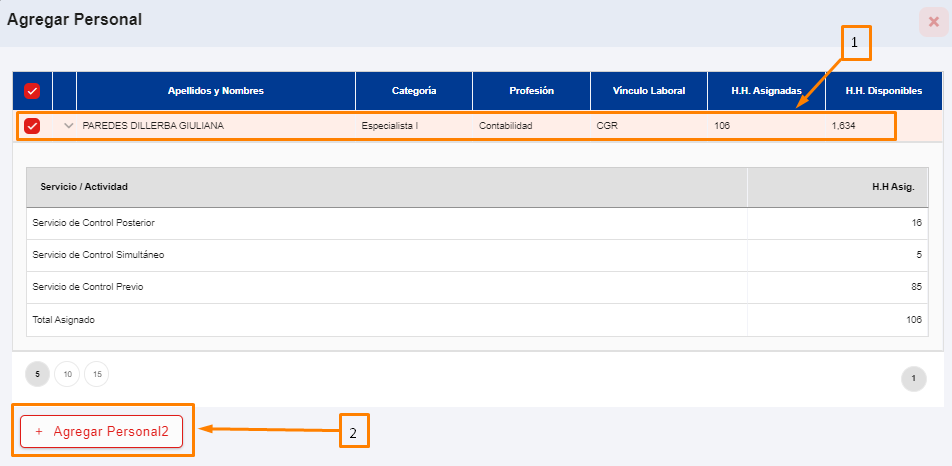 Agregar Personal
1
Apellidos y Nombres Categoría Profesión Vínculo Laboral H.H. Asignadas H.H. Disponibles
PAREDES DILLERBA GIULIANA Especialista I Contabilidad CGR 106 1,634
Servicio / Actividad H.H Asig.
Servicio de Control Posterior 16
Servicio de Control Simultáneo 5
Servicio de Control Previo 85
Total Asignado 106
5 10 15 1
+ Agregar Personal2
2